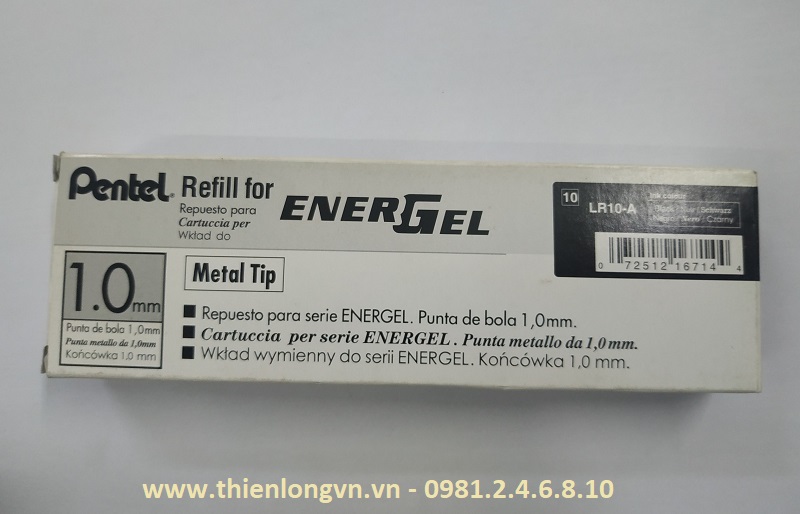 Pentel Refill for ENERGEL
Repuesto para
Cartuccia per
Wkład do
10 LR10-A
0 72512 16714 4
1.0mm
Punta de bola 1,0mm
Punta metallo da 1,0mm
Końcówka 1.0 mm
Metal Tip
Repuesto para serie ENERGEL. Punta de bola 1,0mm.
Cartuccia per serie ENERGEL. Punta metallo da 1,0mm.
Wkład wymienny do serii ENERGEL. Końcówka 1,0 mm.
www.thienlongvn.vn - 0981.2.4.6.8.10